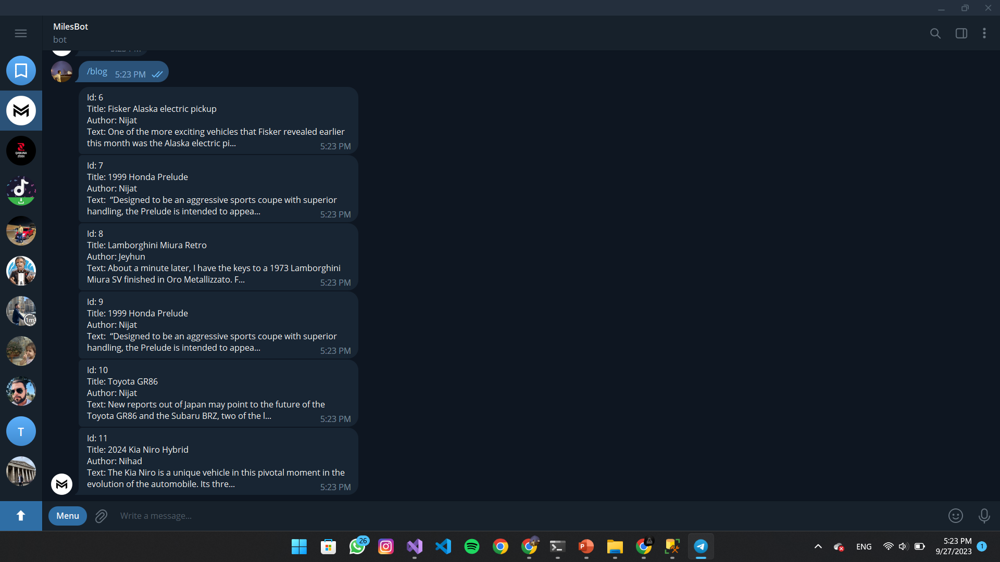 MilesBot
bot
/blog 5:23 PM
Id: 6
Title: Fisker Alaska electric pickup
Author: Nijat
Text: One of the more exciting vehicles that Fisker revealed earlier
this month was the Alaska electric pi...
5:23 PM
Id: 7
Title: 1999 Honda Prelude
Author: Nijat
Text:  “Designed to be an aggressive sports coupe with superior
handling, the Prelude is intended to appea...
5:23 PM
Id: 8
Title: Lamborghini Miura Retro
Author: Jeyhun
Text: About a minute later, I have the keys to a 1973 Lamborghini
Miura SV finished in Oro Metallizzato. F...
5:23 PM
Id: 9
Title: 1999 Honda Prelude
Author: Nijat
Text:  “Designed to be an aggressive sports coupe with superior
handling, the Prelude is intended to appea...
5:23 PM
Id: 10
Title: Toyota GR86
Author: Nijat
Text: New reports out of Japan may point to the future of the
Toyota GR86 and the Subaru BRZ, two of the l...
5:23 PM
Id: 11
Title: 2024 Kia Niro Hybrid
Author: Nihad
Text: The Kia Niro is a unique vehicle in this pivotal moment in the
evolution of the automobile. Its thre...
5:23 PM
QANUNA
ZİDDİ
1m
T
Menu
Write a message...
26
ENG
5:23 PM
9/27/2023
1